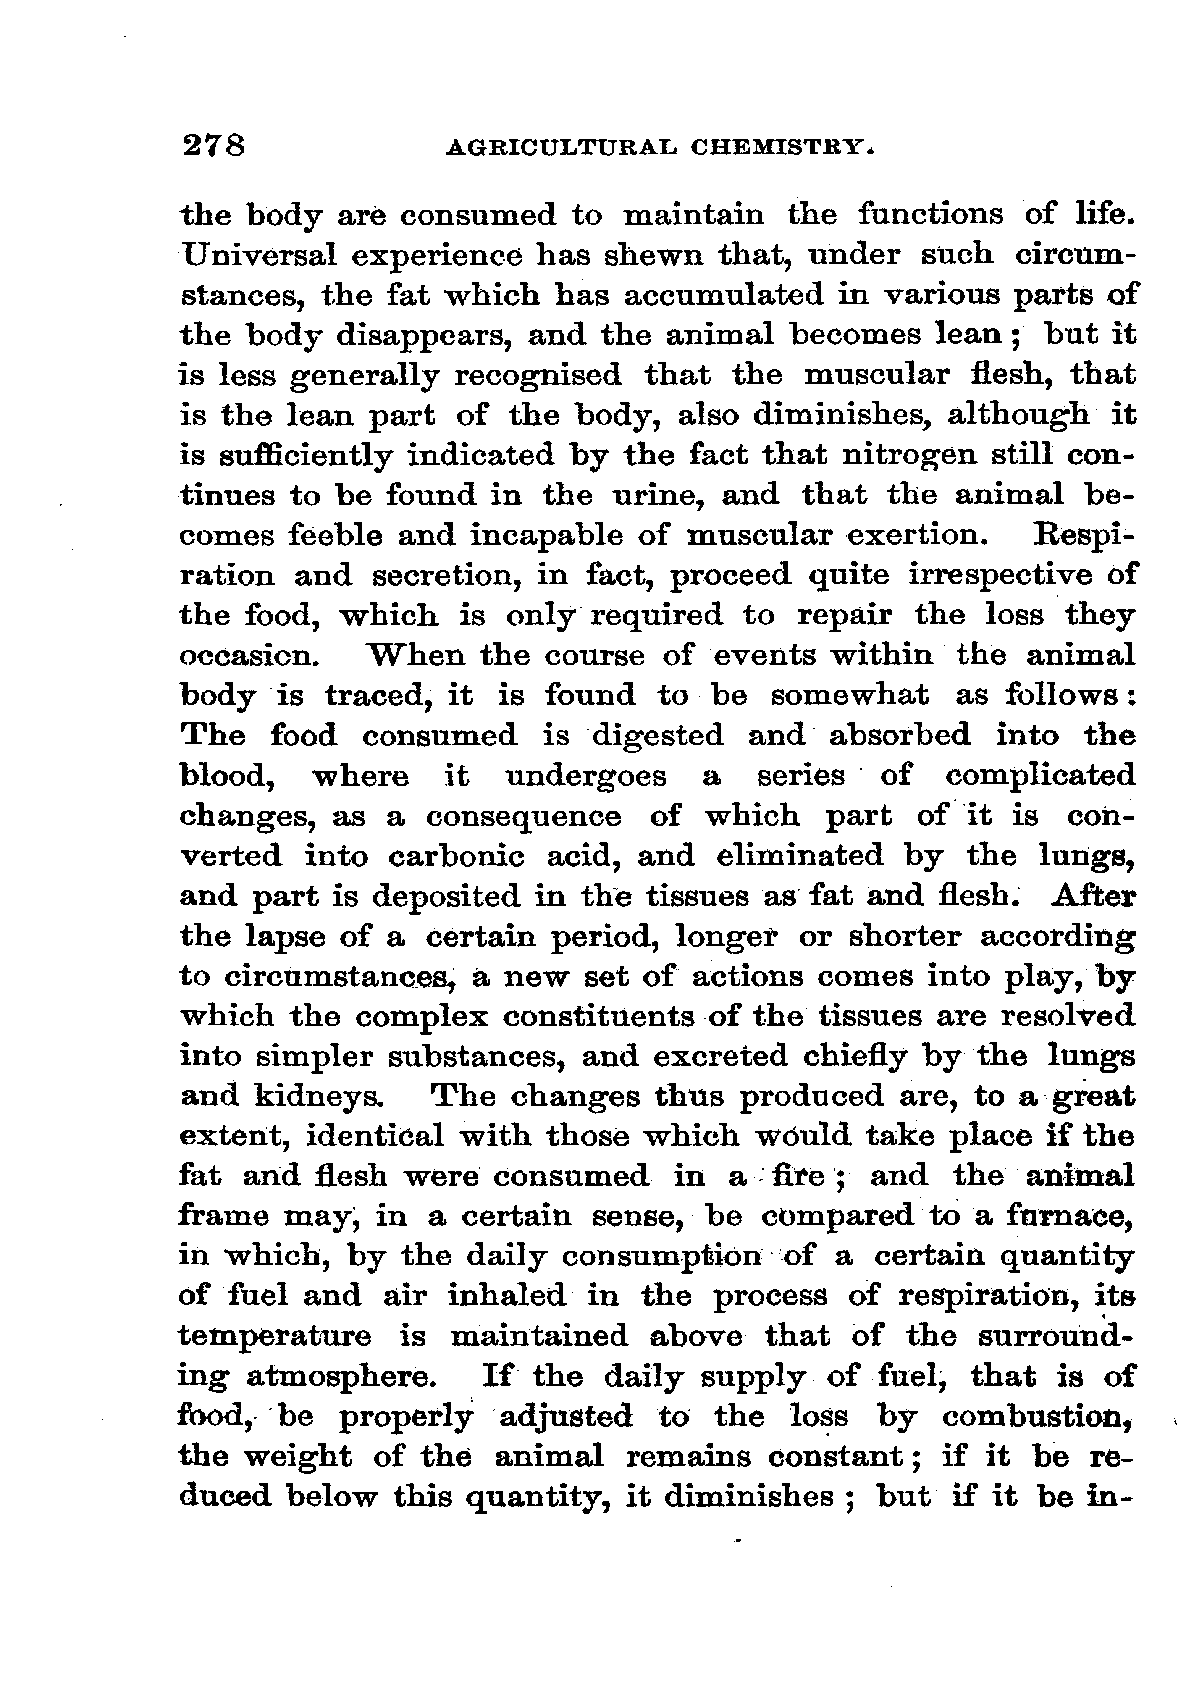 278 AGRICULTURAL CHEMISTRY.
the body are consumed to maintain the functions of life.
Universal experience has shewn that, under such circum-
stances, the fat which has accumulated in various parts of
the body disappears, and the animal becomes lean ; but it
is less generally recognised that the muscular flesh, that
is the lean part of the body, also diminishes, although it
is sufficiently indicated by the fact that nitrogen still con-
tinues to be found in the urine, and that the animal be-
comes feeble and incapable of muscular exertion. Respi-
ration and secretion, in fact, proceed quite irrespective of
the food, which is only required to repair the loss they
occasion. When the course of events within the animal
body is traced, it is found to be somewhat as follows :
The food consumed is digested and absorbed into the
blood, where it undergoes a series of complicated
changes, as a consequence of which part of it is con-
verted into carbonic acid, and eliminated by the lungs,
and part is deposited in the tissues as fat and flesh. After
the lapse of a certain period, longer or shorter according
to circumstances, a new set of actions comes into play, by
which the complex constituents of the tissues are resolved
into simpler substances, and excreted chiefly by the lungs
and kidneys. The changes thus produced are, to a great
extent, identical with those which would take place if the
fat and flesh were consumed in a fire ; and the animal
frame may, in a certain sense, be compared to a furnace,
in which, by the daily consumption of a certain quantity
of fuel and air inhaled in the process of respiration, its
temperature is maintained above that of the surround-
ing atmosphere. If the daily supply of fuel, that is of
food, be properly adjusted to the loss by combustion,
the weight of the animal remains constant ; if it be re-
duced below this quantity, it diminishes ; but if it be in-